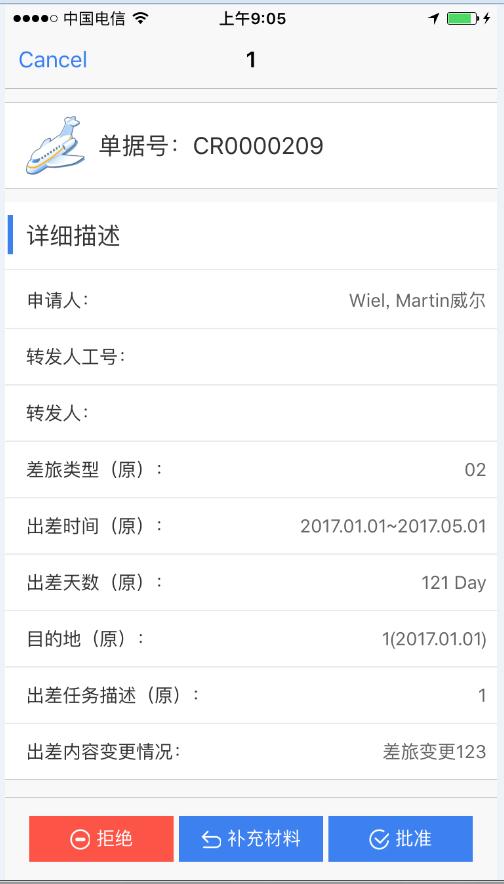 中国电信 上午9:05
Cancel 1
单据号：CR0000209
详细描述
申请人： Wiel, Martin威尔
转发人工号：
转发人：
差旅类型（原）： 02
出差时间（原）： 2017.01.01~2017.05.01
出差天数（原）： 121 Day
目的地（原）： 1(2017.01.01)
出差任务描述（原）： 1
出差内容变更情况： 差旅变更123
拒绝 补充材料 批准